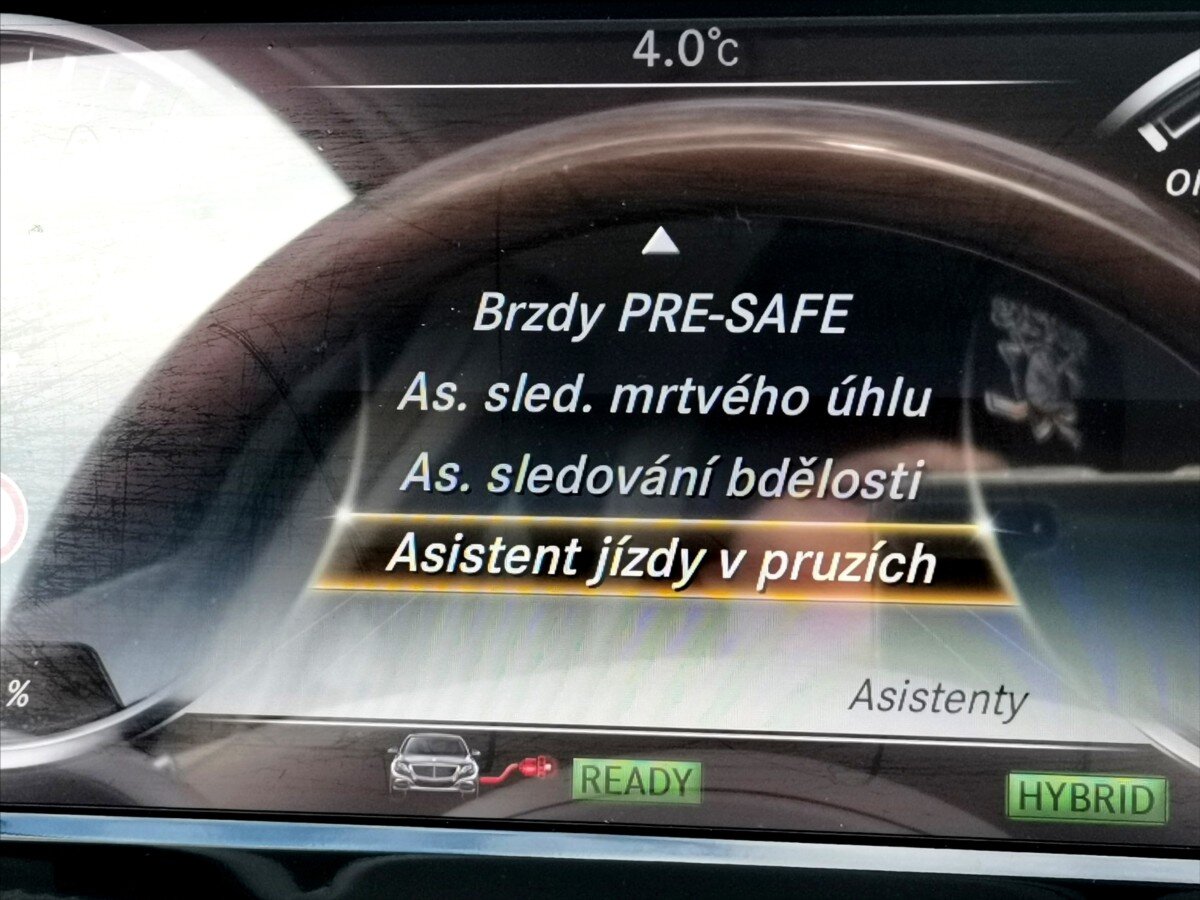 4.0°C
Brzdy PRE-SAFE
As. sled. mrtvého úhlu
As. sledování bdělosti
Asistent jízdy v pruzích
%
Asistenty
READY
HYBRID